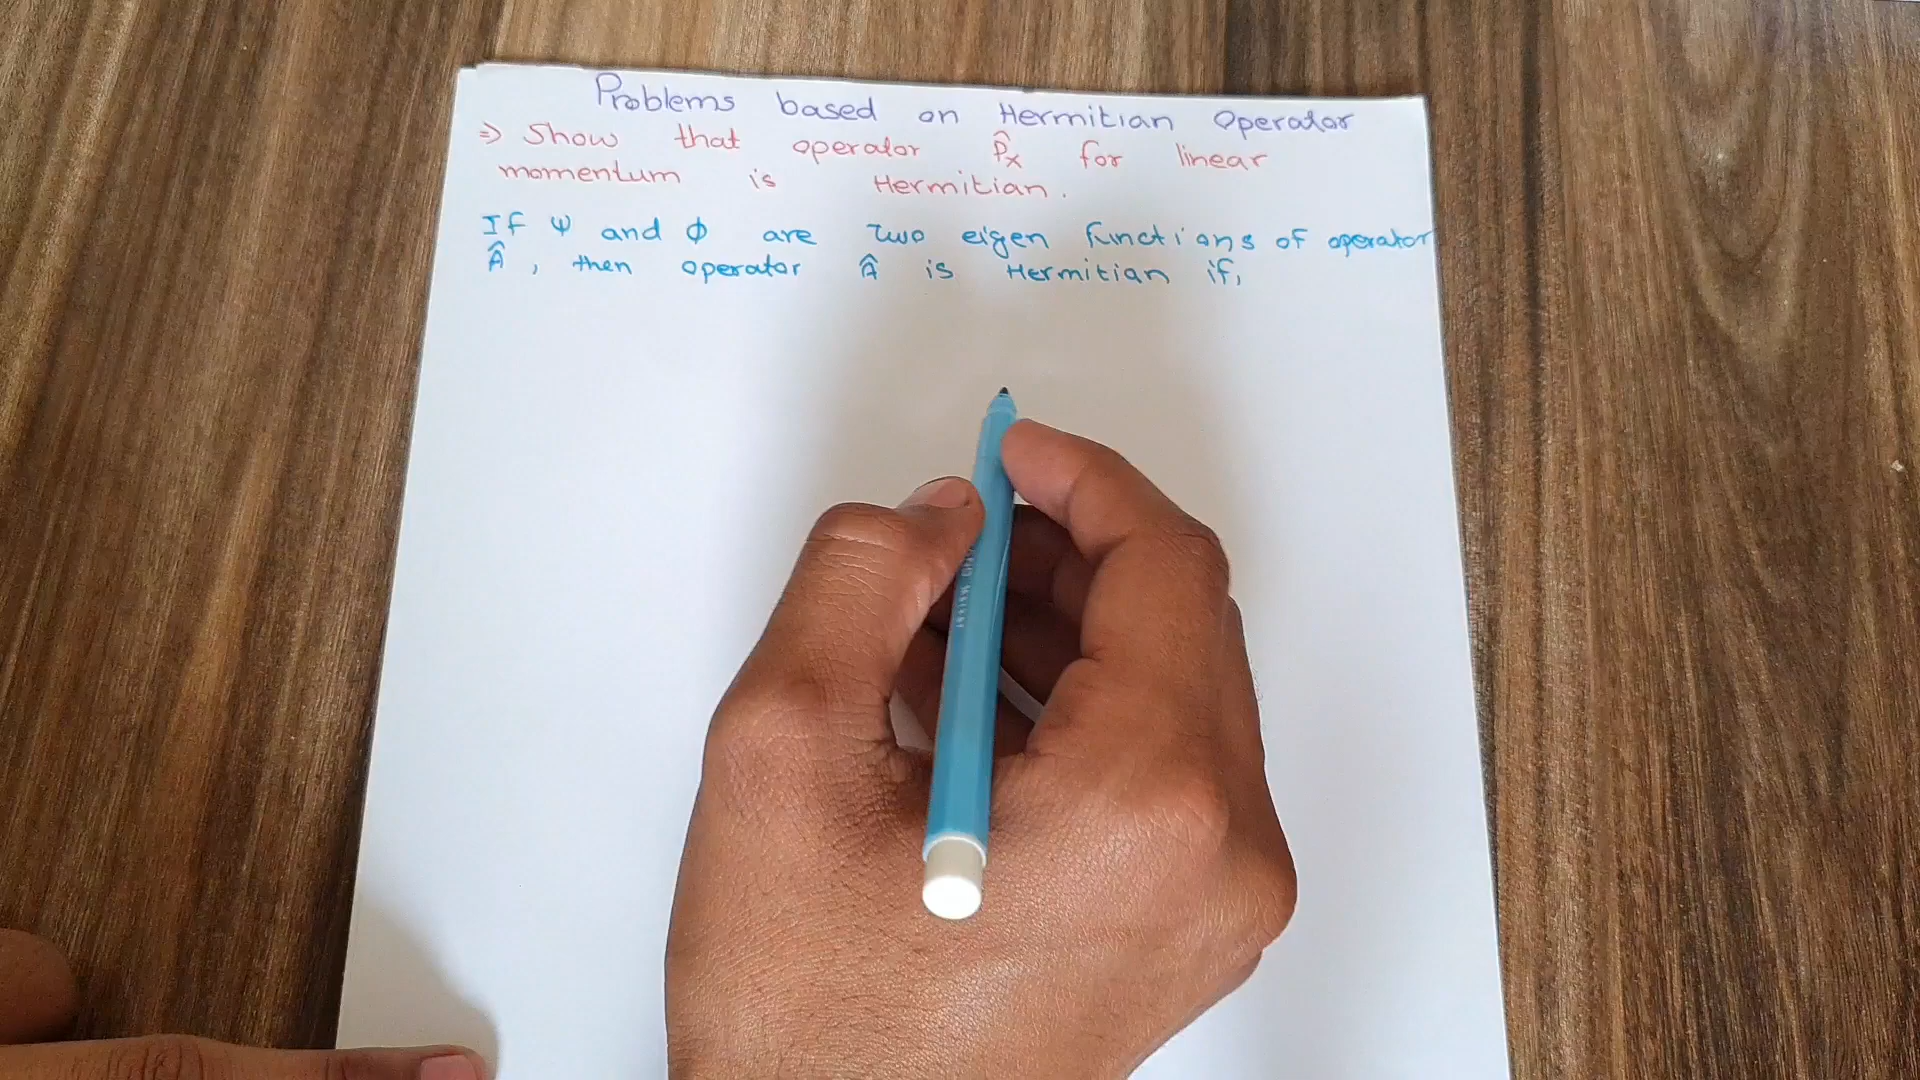 Problems based on Hermitian Operator
⇒ Show that operator P̂x for linear
momentum is Hermitian.
If ψ and ϕ are two eigen functions of operator
Â, then operator Â is Hermitian if,